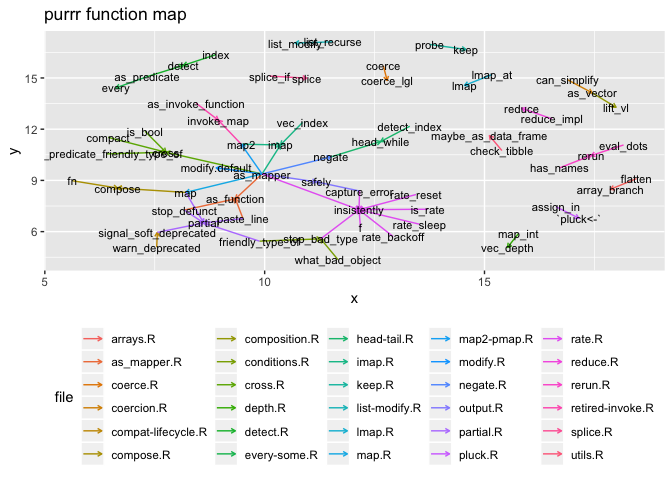 purrr function map
index
list_modify
list_recurse
probe
keep
detect
as_predicate
every
splice_if
splice
coerce
coerce_lgl
lmap_at
lmap
can_simplify
as_vector
lift_vl
as_invoke_function
invoke_map
vec_index
detect_index
reduce
reduce_impl
is_bool
compact
cross
map2
imap
head_while
maybe_as_data_frame
check_tibble
eval_dots
rerun
has_names
negate
modify.default
as_mapper
fn
compose
map
safely
capture_error
rate_reset
flatten
array_branch
as_function
stop_defunct
paste_line
partial
insistently
is_rate
rate_sleep
f
rate_backoff
assign_in
`pluck<-`
signal_soft_deprecated
warn_deprecated
stop_bad_type
what_bad_object
map_int
vec_depth
15
12
9
6
y
5
10
15
x
file
arrays.R
composition.R
head-tail.R
map2-pmap.R
rate.R
as_mapper.R
conditions.R
imap.R
modify.R
reduce.R
coerce.R
cross.R
keep.R
negate.R
rerun.R
coercion.R
depth.R
list-modify.R
output.R
retired-invoke.R
compat-lifecycle.R
detect.R
lmap.R
partial.R
splice.R
compose.R
every-some.R
map.R
pluck.R
utils.R